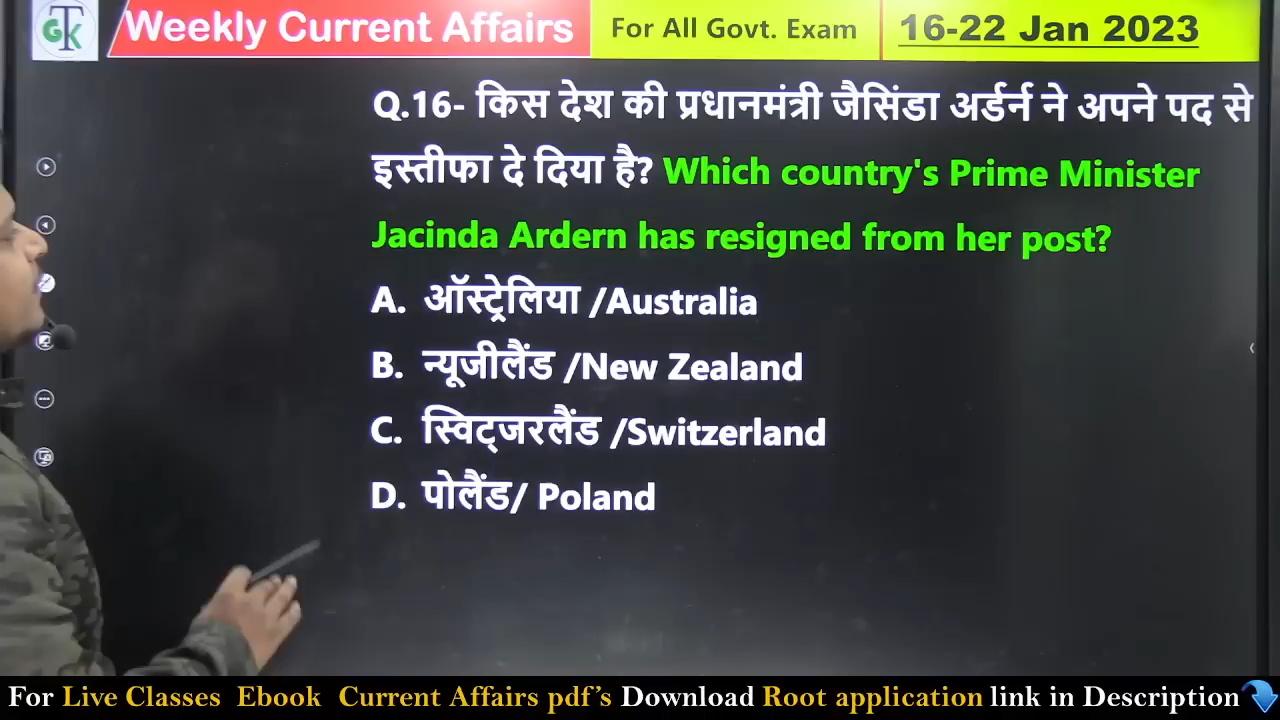 GTK Weekly Current Affairs For All Govt. Exam 16-22 Jan 2023
Q.16- किस देश की प्रधानमंत्री जैसिंडा अर्डर्न ने अपने पद से
इस्तीफा दे दिया है? Which country's Prime Minister
Jacinda Ardern has resigned from her post?
A. ऑस्ट्रेलिया /Australia
B. न्यूजीलैंड /New Zealand
C. स्विट्जरलैंड /Switzerland
D. पोलैंड/ Poland
For Live Classes Ebook Current Affairs pdf's Download Root application link in Description